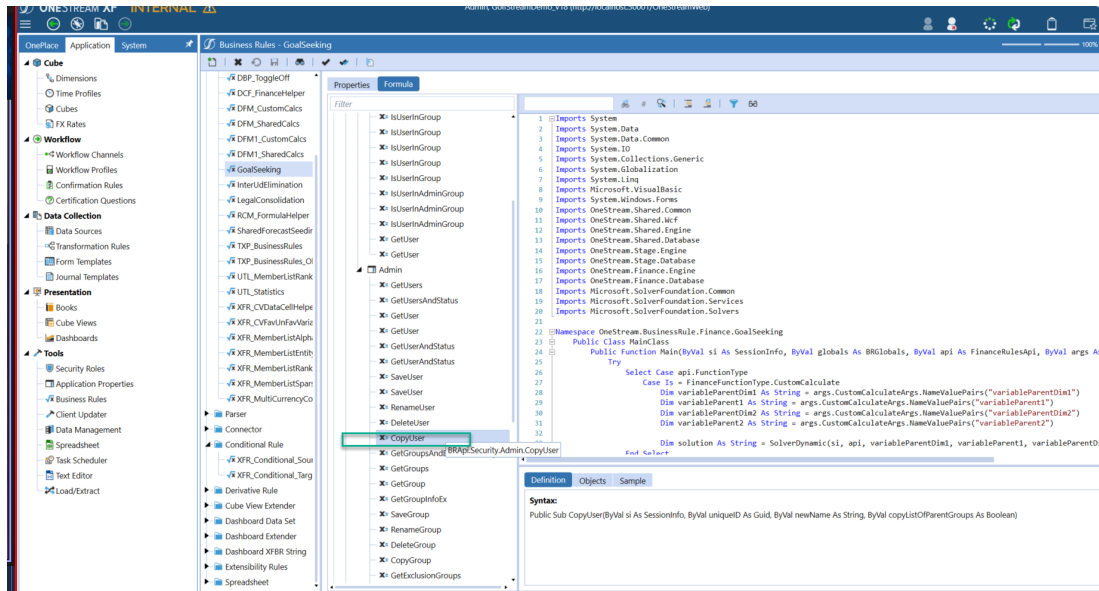 ONESTREAM XF INTERNAL
Admin, GolfStreamDemo_v18 (http://localhost:50001/OneStreamWeb)
OnePlace Application System
Business Rules - GoalSeeking
100%
Cube
Dimensions
Time Profiles
Cubes
FX Rates
Workflow
Workflow Channels
Workflow Profiles
Confirmation Rules
Certification Questions
Data Collection
Data Sources
Transformation Rules
Form Templates
Journal Templates
Presentation
Books
Cube Views
Dashboards
Tools
Security Roles
Application Properties
Business Rules
Client Updater
Data Management
Spreadsheet
Task Scheduler
Text Editor
Load/Extract
DBP_ToggleOff
DCF_FinanceHelper
DFM_CustomCalcs
DFM_SharedCalcs
DFM1_CustomCalcs
DFM1_SharedCalcs
GoalSeeking
InterUdElimination
LegalConsolidation
RCM_FormulaHelper
SharedForecastSeedir
TXP_BusinessRules
TXP_BusinessRules_Ol
UTL_MemberListRank
UTL_Statistics
XFR_CVDataCellHelpe
XFR_CVFavUnFavVaria
XFR_MemberListAlpha
XFR_MemberListEntity
XFR_MemberListRank
XFR_MemberListSpars
XFR_MultiCurrencyCo
Parser
Connector
Conditional Rule
XFR_Conditional_Sour
XFR_Conditional_Targ
Derivative Rule
Cube View Extender
Dashboard Data Set
Dashboard Extender
Dashboard XFBR String
Extensibility Rules
Spreadsheet
Properties Formula
Filter
IsUserInGroup
IsUserInGroup
IsUserInGroup
IsUserInGroup
IsUserInGroup
IsUserInAdminGroup
IsUserInAdminGroup
IsUserInAdminGroup
GetUser
GetUser
Admin
GetUsers
GetUsersAndStatus
GetUser
GetUser
GetUserAndStatus
GetUserAndStatus
SaveUser
SaveUser
RenameUser
DeleteUser
CopyUser
BRApi.Security.Admin.CopyUser
GetGroupsAndE
GetGroups
GetGroup
GetGroupInfoEx
SaveGroup
RenameGroup
DeleteGroup
CopyGroup
GetExclusionGroups
1 Imports System
2 Imports System.Data
3 Imports System.Data.Common
4 Imports System.IO
5 Imports System.Collections.Generic
6 Imports System.Globalization
7 Imports System.Linq
8 Imports Microsoft.VisualBasic
9 Imports System.Windows.Forms
10 Imports OneStream.Shared.Common
11 Imports OneStream.Shared.Wcf
12 Imports OneStream.Shared.Engine
13 Imports OneStream.Shared.Database
14 Imports OneStream.Stage.Engine
15 Imports OneStream.Stage.Database
16 Imports OneStream.Finance.Engine
17 Imports OneStream.Finance.Database
18 Imports Microsoft.SolverFoundation.Common
19 Imports Microsoft.SolverFoundation.Services
20 Imports Microsoft.SolverFoundation.Solvers
21
22 Namespace OneStream.BusinessRule.Finance.GoalSeeking
23 Public Class MainClass
24 Public Function Main(ByVal si As SessionInfo, ByVal globals As BRGlobals, ByVal api As FinanceRulesApi, ByVal args As
25 Try
26 Select Case api.FunctionType
27 Case Is = FinanceFunctionType.CustomCalculate
28 Dim variableParentDim1 As String = args.CustomCalculateArgs.NameValuePairs("variableParentDim1")
29 Dim variableParent1 As String = args.CustomCalculateArgs.NameValuePairs("variableParent1")
30 Dim variableParentDim2 As String = args.CustomCalculateArgs.NameValuePairs("variableParentDim2")
31 Dim variableParent2 As String = args.CustomCalculateArgs.NameValuePairs("variableParent2")
32
Dim solution As String = SolverDynamic(si, api, variableParentDim1, variableParent1, variableParentDi
End Select
Definition Objects Sample
Syntax:
Public Sub CopyUser(ByVal si As SessionInfo, ByVal uniqueID As Guid, ByVal newName As String, ByVal copyListOfParentGroups As Boolean)